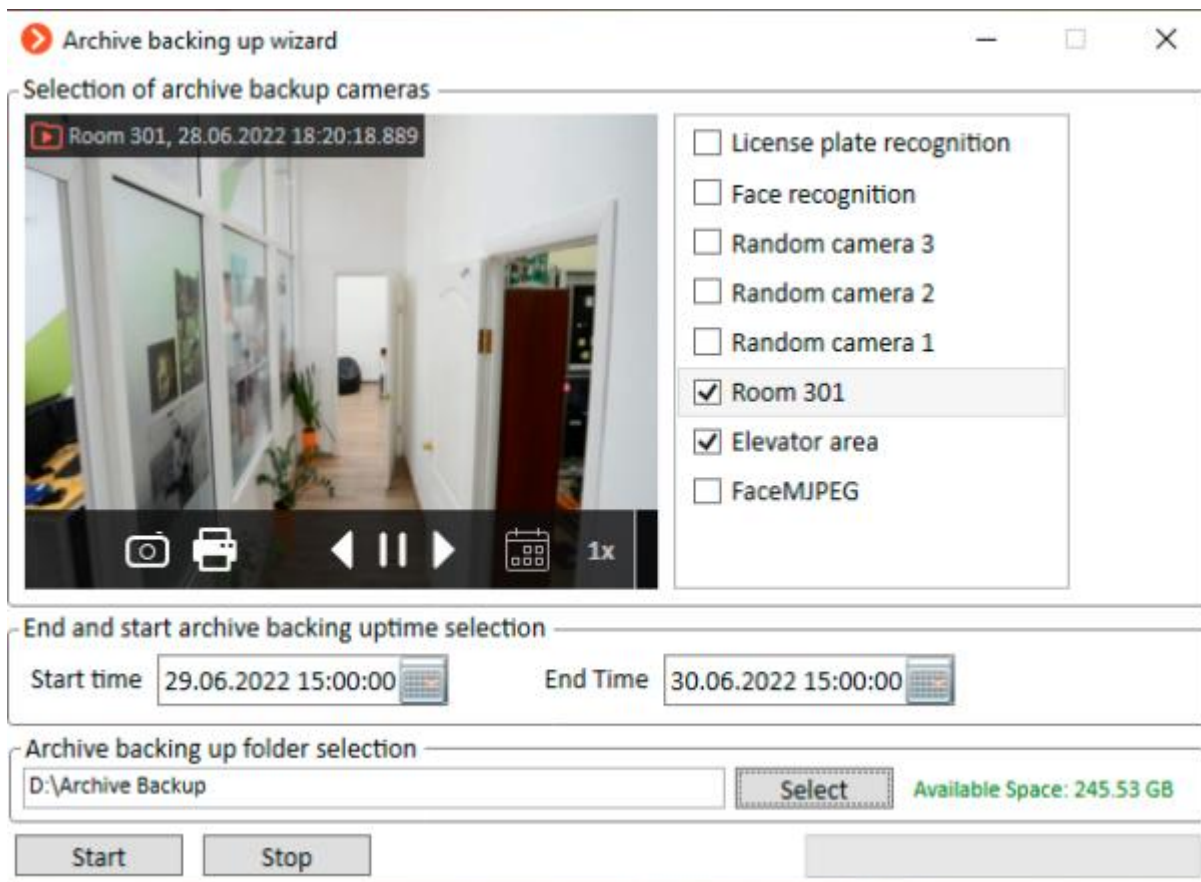 Archive backing up wizard
Selection of archive backup cameras
Room 301, 28.06.2022 18:20:18.889
License plate recognition
Face recognition
Random camera 3
Random camera 2
Random camera 1
Room 301
Elevator area
FaceMJPEG
1x
End and start archive backing uptime selection
Start time 29.06.2022 15:00:00 End Time 30.06.2022 15:00:00
Archive backing up folder selection
D:\Archive Backup Select Available Space: 245.53 GB
Start Stop